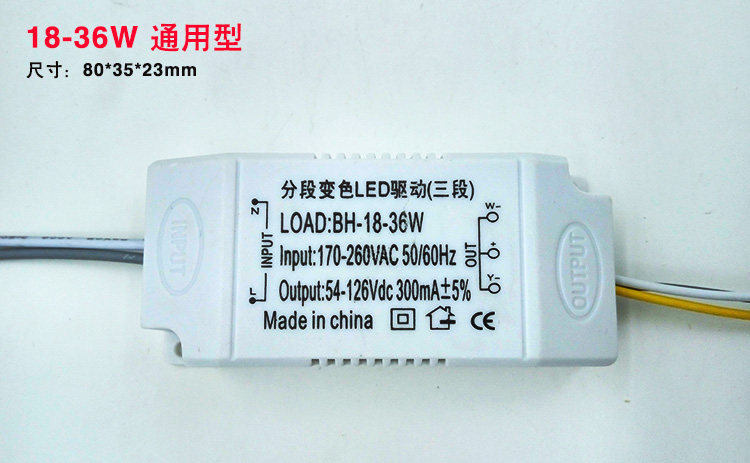 18-36W 通用型
尺寸：80*35*23mm
分段变色LED驱动(三段)
LOAD:BH-18-36W
Input:170-260VAC 50/60Hz
Output:54-126Vdc 300mA±5%
Made in china
CE
INPUT
N
INPUT
L
OUT
W-
+
Y-
OUTPUT